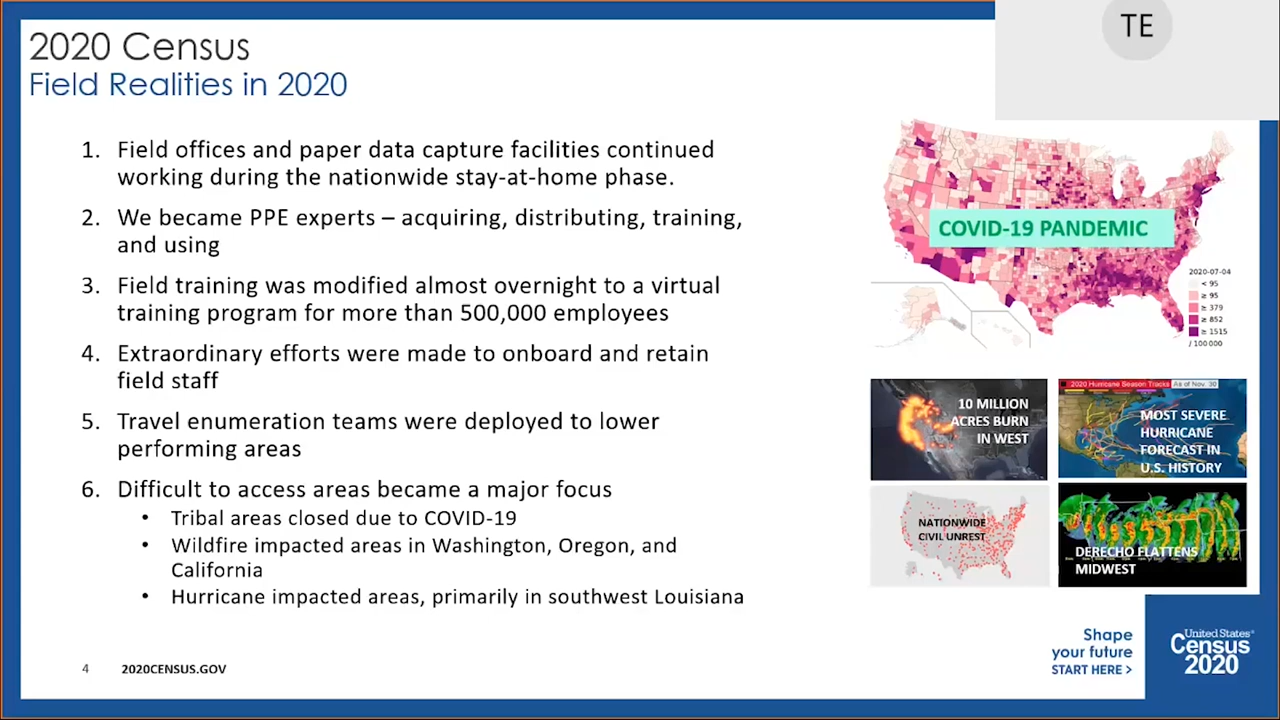 TE
2020 Census
Field Realities in 2020
1. Field offices and paper data capture facilities continued
working during the nationwide stay-at-home phase.
2. We became PPE experts – acquiring, distributing, training,
and using
3. Field training was modified almost overnight to a virtual
training program for more than 500,000 employees
4. Extraordinary efforts were made to onboard and retain
field staff
5. Travel enumeration teams were deployed to lower
performing areas
6. Difficult to access areas became a major focus
• Tribal areas closed due to COVID-19
• Wildfire impacted areas in Washington, Oregon, and
California
• Hurricane impacted areas, primarily in southwest Louisiana
COVID-19 PANDEMIC
2020-07-04
< 95
≥ 95
≥ 379
≥ 852
≥ 1515
/ 100 000
10 MILLION
ACRES BURN
IN WEST
2020 Hurricane Season Tracks As of Nov. 30
MOST SEVERE
HURRICANE
FORECAST IN
U.S. HISTORY
NATIONWIDE
CIVIL UNREST
DERECHO FLATTENS
MIDWEST
Shape
your future
START HERE >
United States®
Census
2020
4 2020CENSUS.GOV